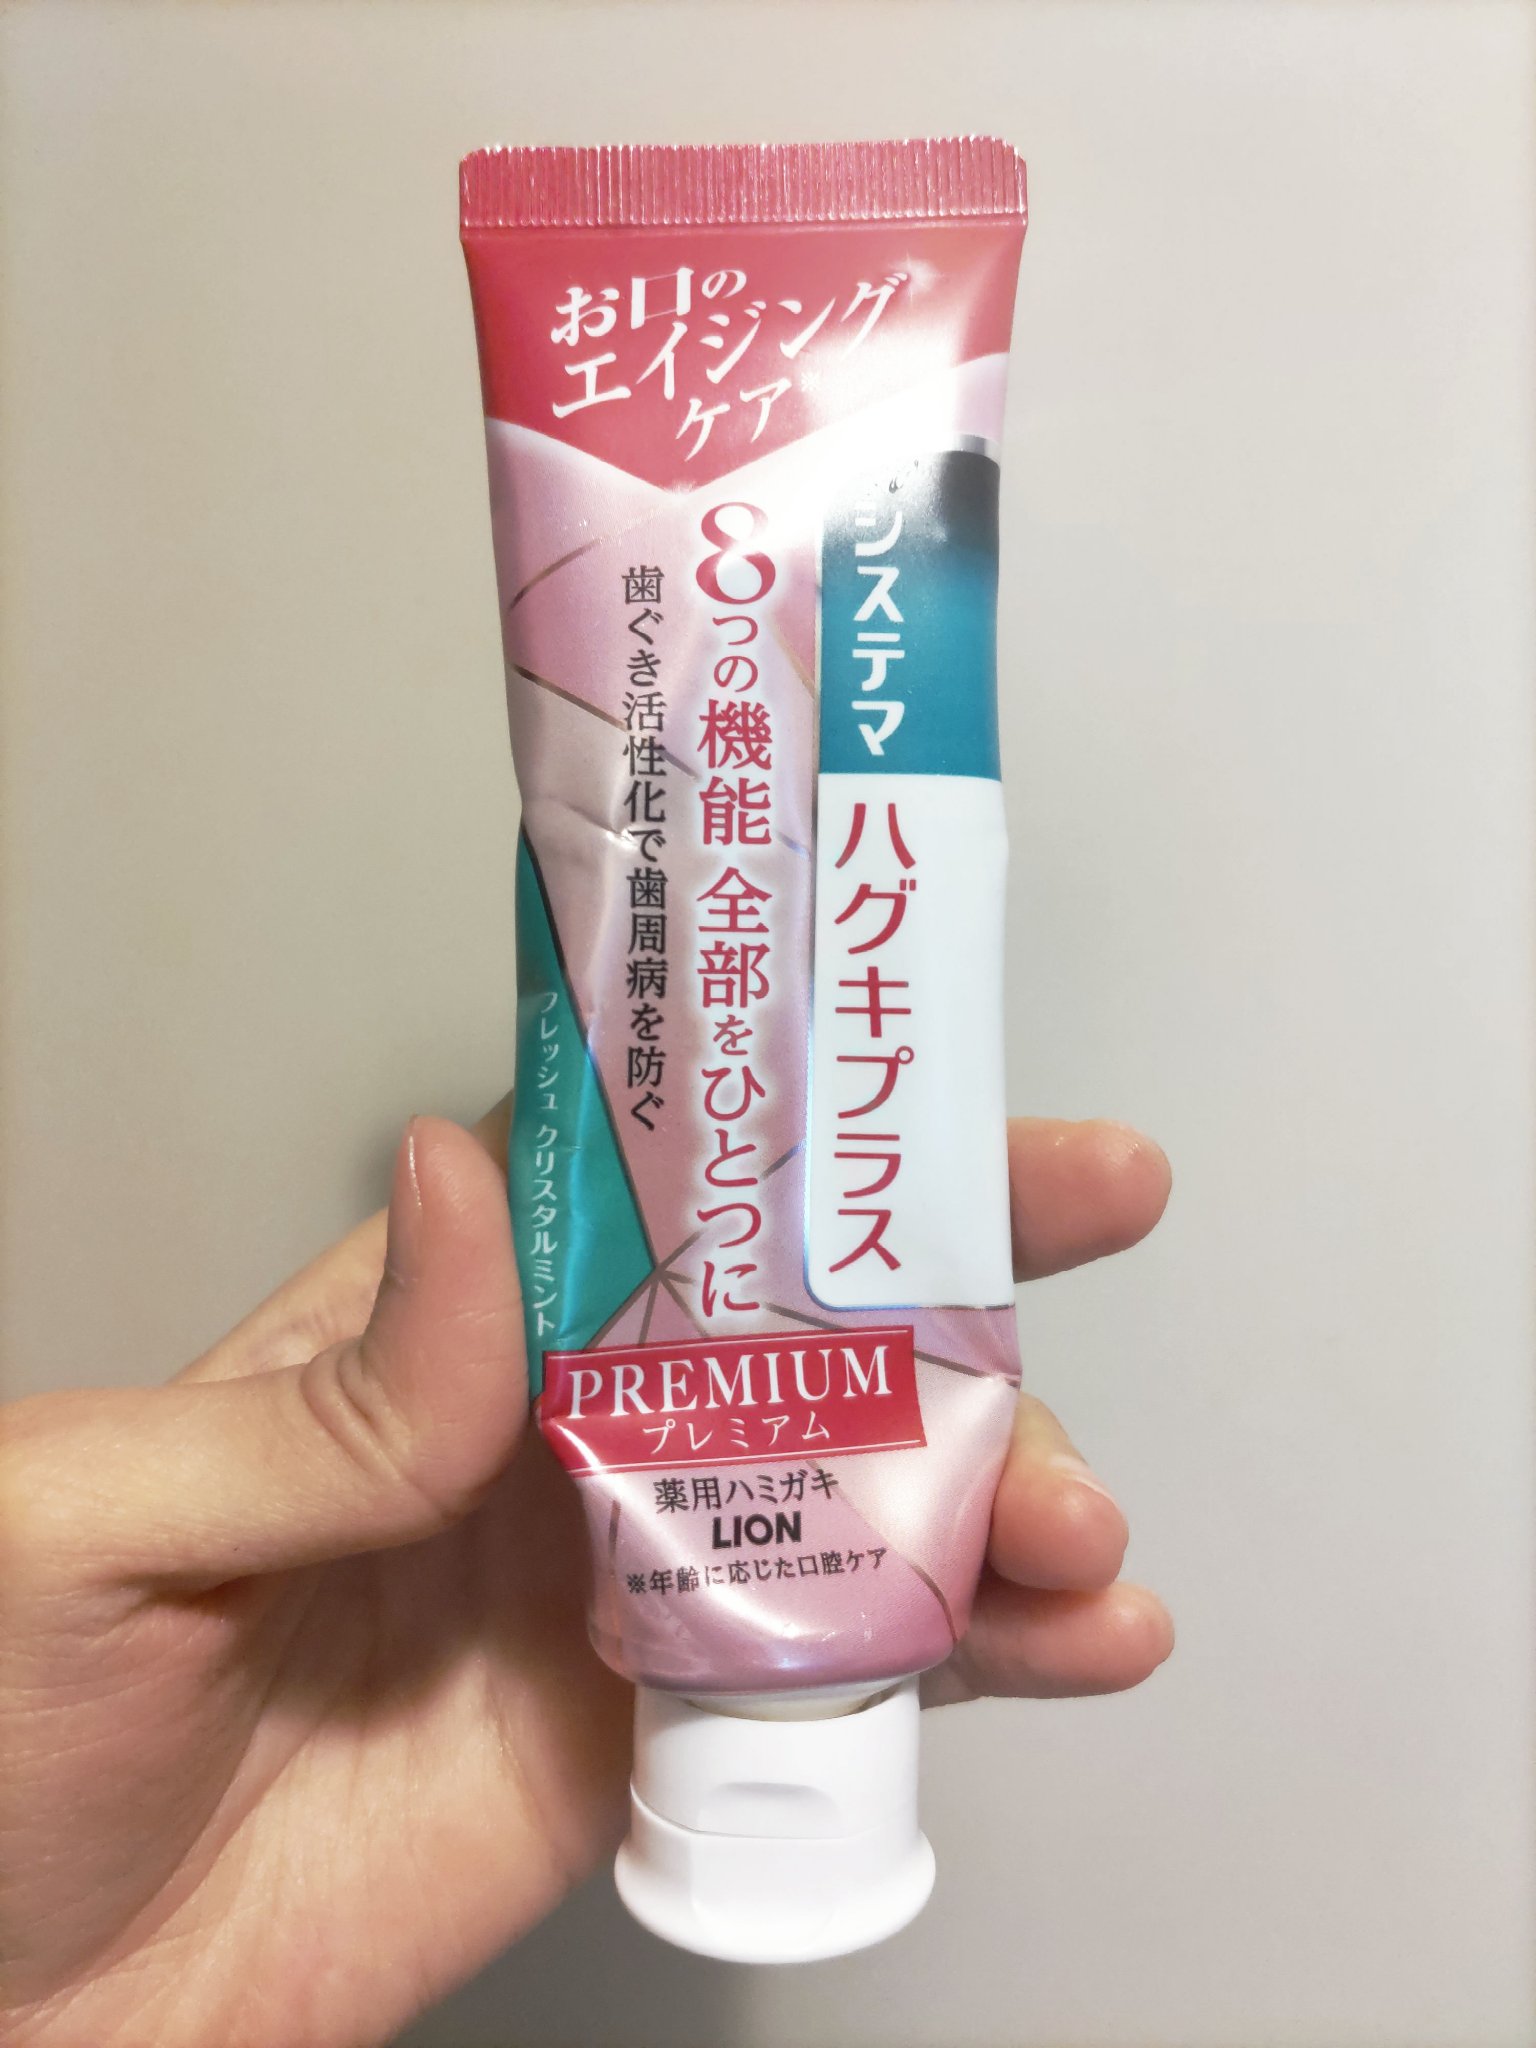 お口の
エイジング
ケア※
システマ
ハグキプラス
8つの機能 全部をひとつに
歯ぐき活性化で歯周病を防ぐ
フレッシュ クリスタルミント
PREMIUM
プレミアム
薬用ハミガキ
LION
※年齢に応じた口腔ケア